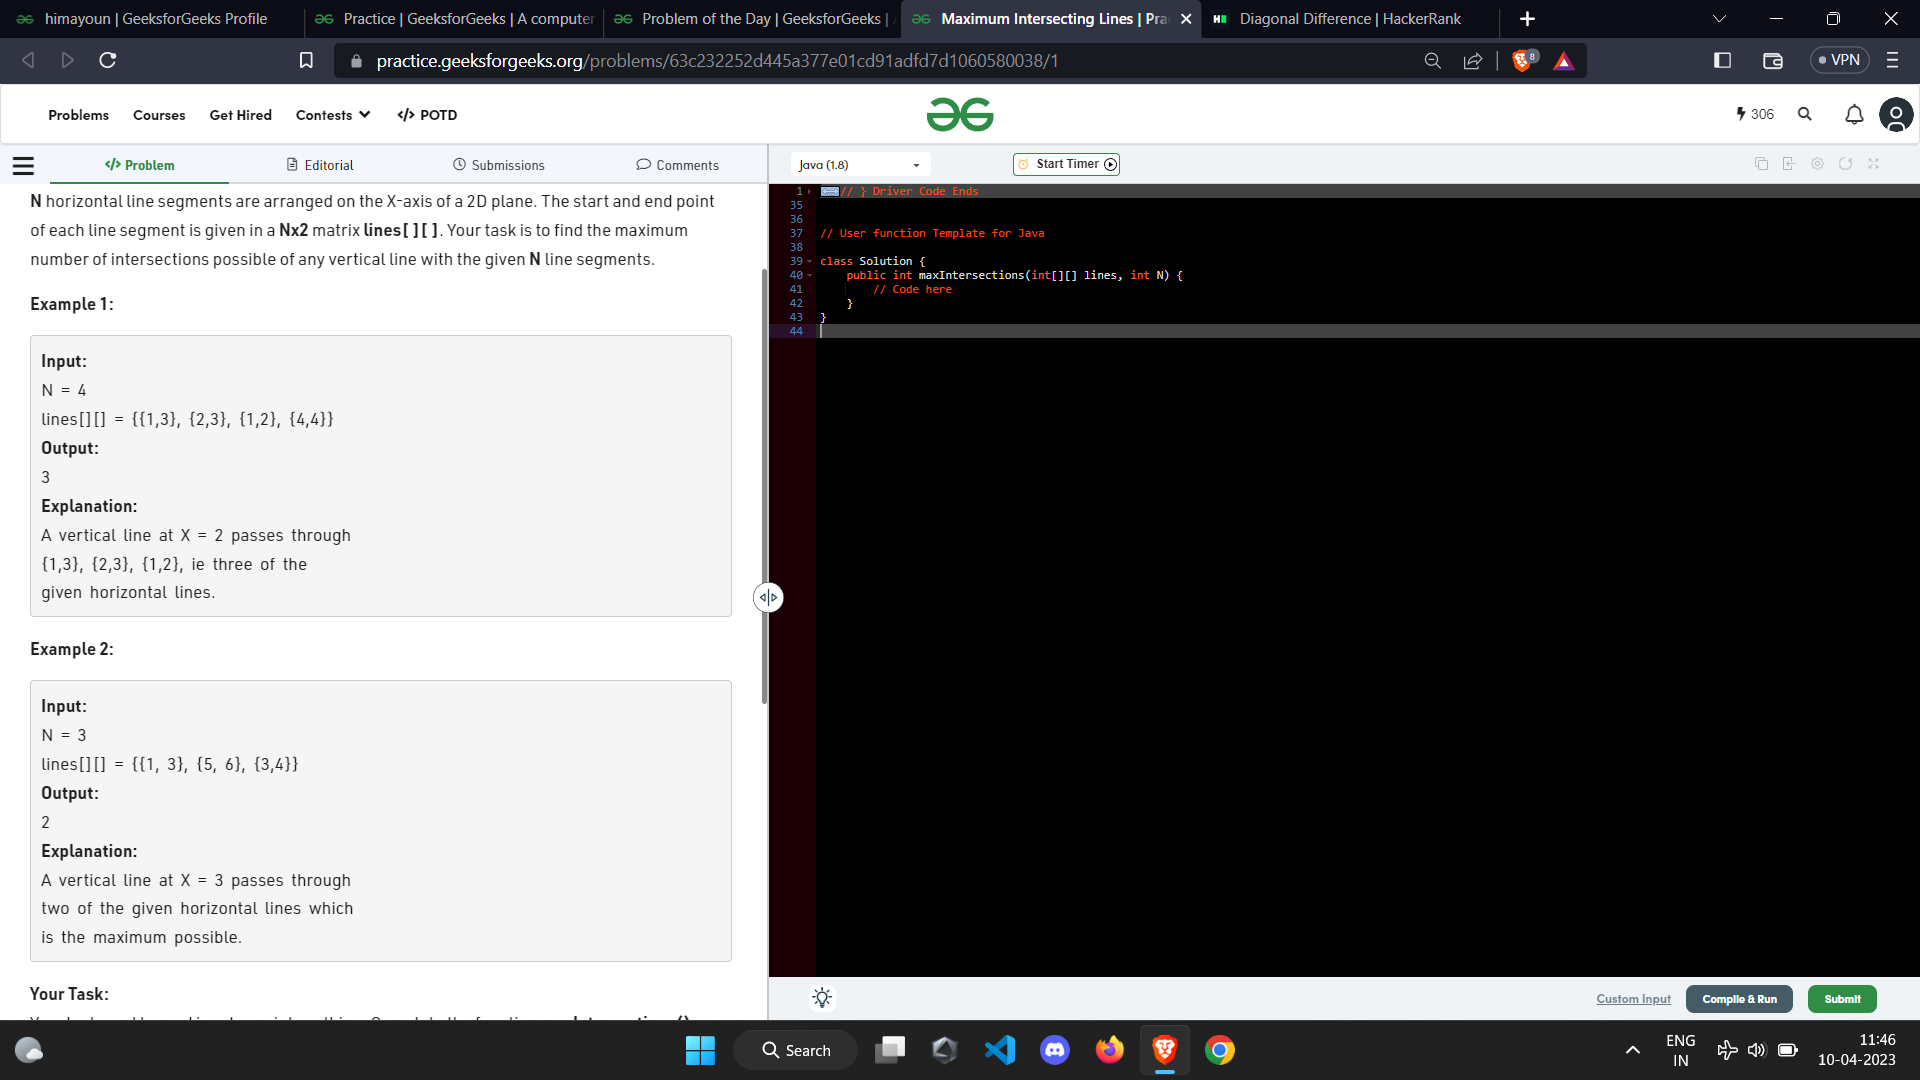 himayoun | GeeksforGeeks Profile
Practice | GeeksforGeeks | A computer
Problem of the Day | GeeksforGeeks |
Maximum Intersecting Lines | Pra
Diagonal Difference | HackerRank
practice.geeksforgeeks.org/problems/63c232252d445a377e01cd91adfd7d1060580038/1
8
VPN
Problems Courses Get Hired Contests </> POTD
306
</> Problem Editorial Submissions Comments
Java (1.8)
Start Timer
N horizontal line segments are arranged on the X-axis of a 2D plane. The start and end point
of each line segment is given in a Nx2 matrix lines[ ][ ]. Your task is to find the maximum
number of intersections possible of any vertical line with the given N line segments.
Example 1:
Input:
N = 4
lines[][] = {{1,3}, {2,3}, {1,2}, {4,4}}
Output:
3
Explanation:
A vertical line at X = 2 passes through
{1,3}, {2,3}, {1,2}, ie three of the
given horizontal lines.
Example 2:
Input:
N = 3
lines[][] = {{1, 3}, {5, 6}, {3,4}}
Output:
2
Explanation:
A vertical line at X = 3 passes through
two of the given horizontal lines which
is the maximum possible.
Your Task:
1 // } Driver Code Ends
35
36
37 // User function Template for Java
38
39 class Solution {
40 public int maxIntersections(int[][] lines, int N) {
41 // Code here
42 }
43 }
44
Custom Input Compile & Run Submit
Search
ENG
IN
11:46
10-04-2023